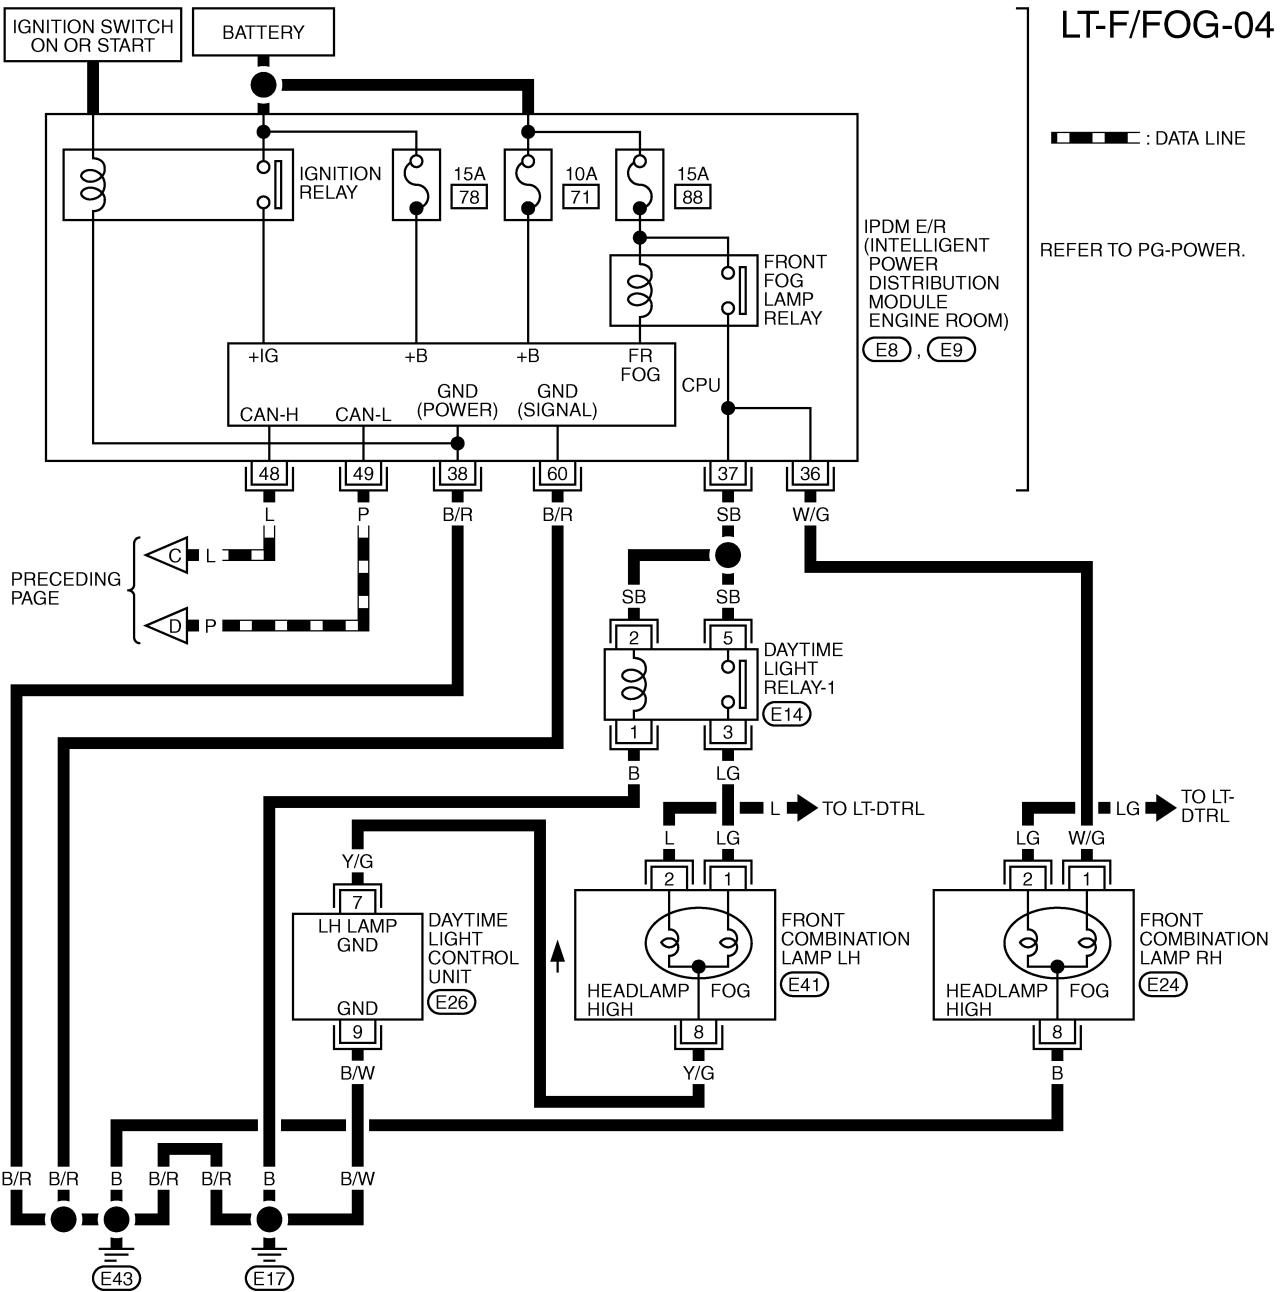 IGNITION SWITCH
ON OR START
BATTERY
LT-F/FOG-04
: DATA LINE
REFER TO PG-POWER.
IGNITION
RELAY
15A
78
10A
71
15A
88
IPDM E/R
(INTELLIGENT
POWER
DISTRIBUTION
MODULE
ENGINE ROOM)
E8 , E9
FRONT
FOG
LAMP
RELAY
+IG
+B
+B
FR
FOG
CPU
CAN-H
CAN-L
GND
(POWER)
GND
(SIGNAL)
48
49
38
60
37
36
L
P
B/R
B/R
SB
W/G
PRECEDING
PAGE
C L
D P
SB
SB
2
5
DAYTIME
LIGHT
RELAY-1
E14
1
3
B
LG
L
TO LT-DTRL
LG
TO LT-
DTRL
Y/G
L
LG
LG
W/G
7
2
1
2
1
LH LAMP
GND
GND
DAYTIME
LIGHT
CONTROL
UNIT
E26
9
B/W
HEADLAMP
HIGH
FOG
FRONT
COMBINATION
LAMP LH
E41
8
Y/G
HEADLAMP
HIGH
FOG
FRONT
COMBINATION
LAMP RH
E24
8
B
B/R
B/R
B
B/R
B/R
B
B/W
E43
E17